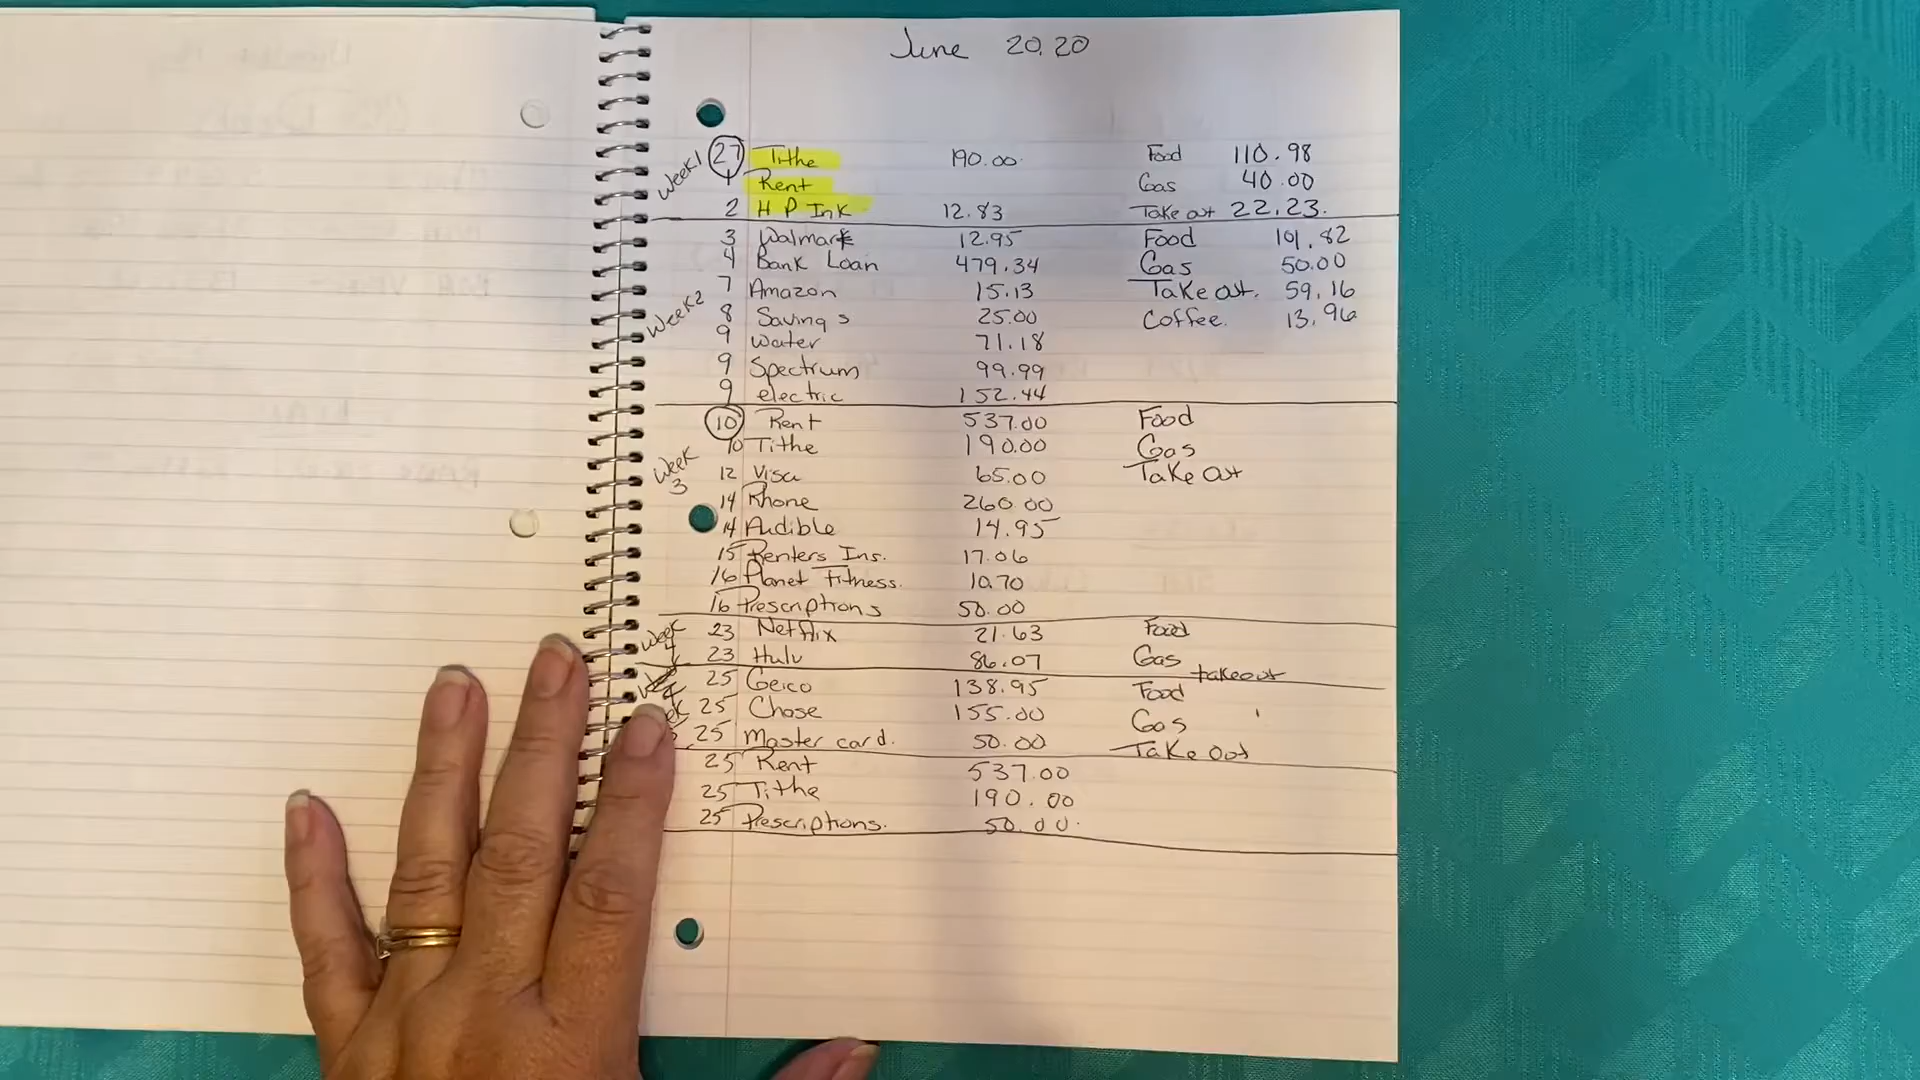 June 20.20
Week 1 27 Tithe 190.00 Food 110.98
1 Rent Gas 40.00
2 HP Ink 12.83 Take out 22.23.
3 Walmart 12.95 Food 101.82
4 Bank Loan 479.34 Gas 50.00
7 Amazon 15.13 Take out. 59.16
Week 2 8 Savings 25.00 Coffee. 13.96
9 Water 71.18
9 Spectrum 99.99
9 electric 152.44
10 Rent 537.00 Food
10 Tithe 190.00 Gas
Week 3 12 Visa 65.00 Take out
14 Phone 260.00
14 Audible 14.95
15 Renters Ins. 17.06
16 Planet Fitness. 10.70
16 Prescriptions 50.00
Week 4 23 Netflix 21.63 Food
23 Hulu 86.07 Gas takeout
25 Geico 138.95 Food
25 Chase 155.00 Gas
25 Master card. 50.00 Take Out
25 Rent 537.00
25 Tithe 190.00
25 Prescriptions. 50.00.